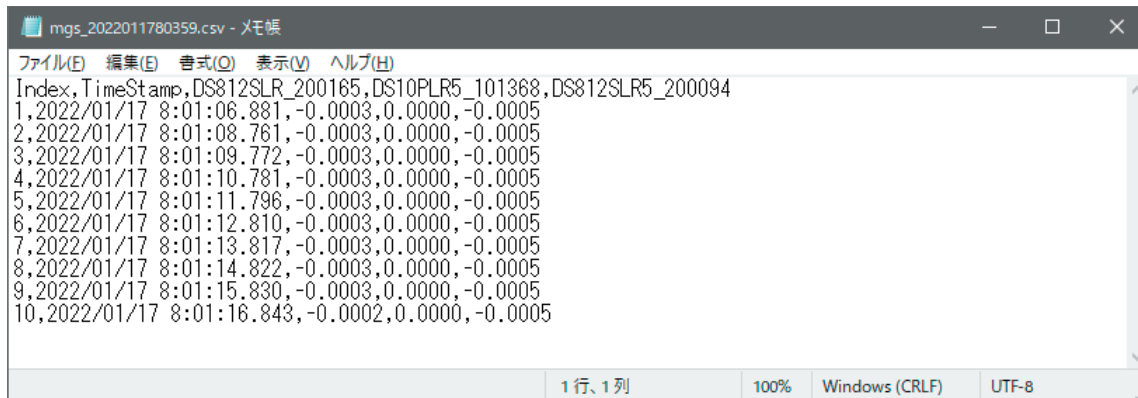 mgs_2022011780359.csv - メモ帳
ファイル(F) 編集(E) 書式(O) 表示(V) ヘルプ(H)
Index,TimeStamp,DS812SLR_200165,DS10PLR5_101368,DS812SLR5_200094
1,2022/01/17 8:01:06.881,-0.0003,0.0000,-0.0005
2,2022/01/17 8:01:08.761,-0.0003,0.0000,-0.0005
3,2022/01/17 8:01:09.772,-0.0003,0.0000,-0.0005
4,2022/01/17 8:01:10.781,-0.0003,0.0000,-0.0005
5,2022/01/17 8:01:11.796,-0.0003,0.0000,-0.0005
6,2022/01/17 8:01:12.810,-0.0003,0.0000,-0.0005
7,2022/01/17 8:01:13.817,-0.0003,0.0000,-0.0005
8,2022/01/17 8:01:14.822,-0.0003,0.0000,-0.0005
9,2022/01/17 8:01:15.830,-0.0003,0.0000,-0.0005
10,2022/01/17 8:01:16.843,-0.0002,0.0000,-0.0005
1 行、1 列 100% Windows (CRLF) UTF-8